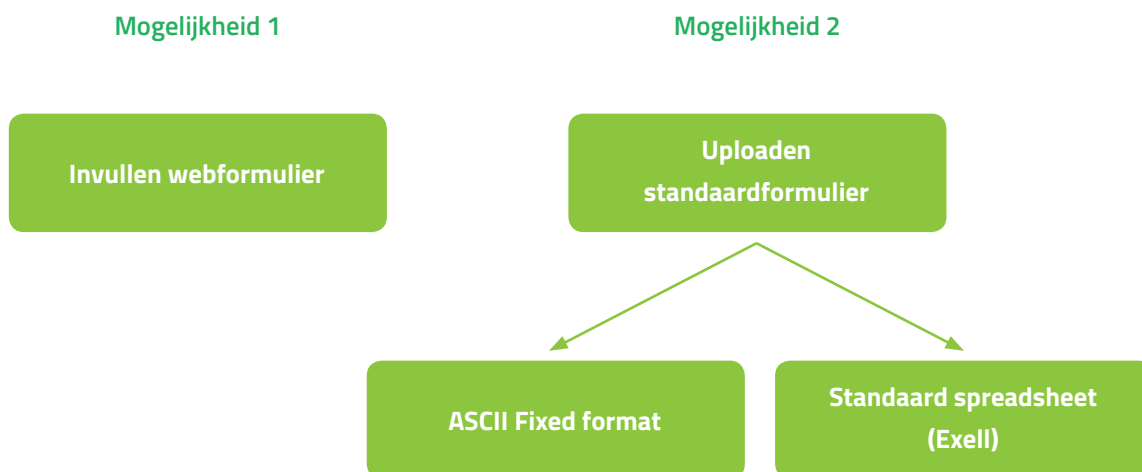 Mogelijkheid 1
Mogelijkheid 2
Invullen webformulier
Uploaden
standaardformulier
ASCII Fixed format
Standaard spreadsheet
(Exell)